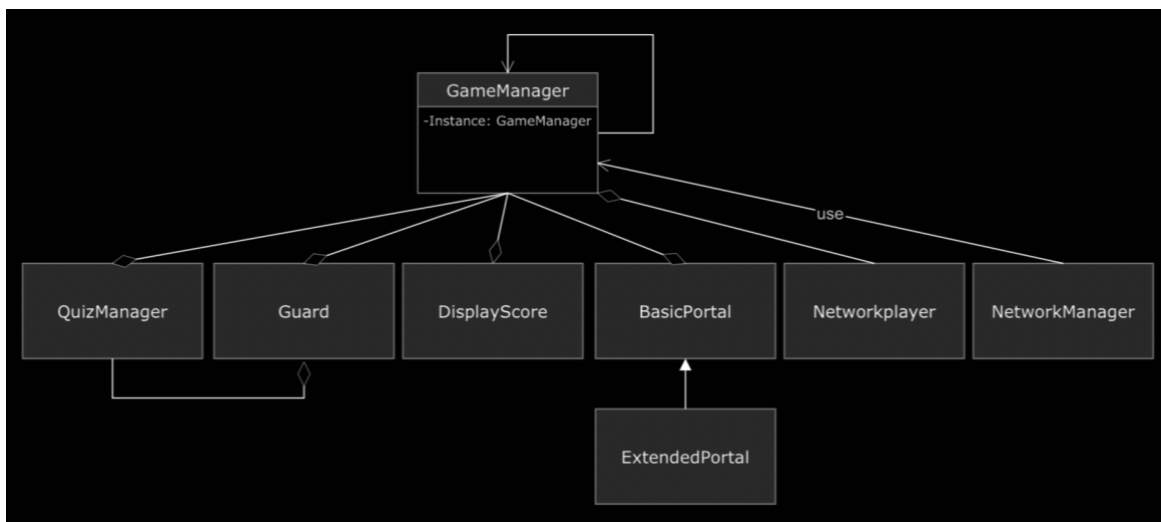 GameManager
-Instance: GameManager
use
QuizManager
Guard
DisplayScore
BasicPortal
Networkplayer
NetworkManager
ExtendedPortal